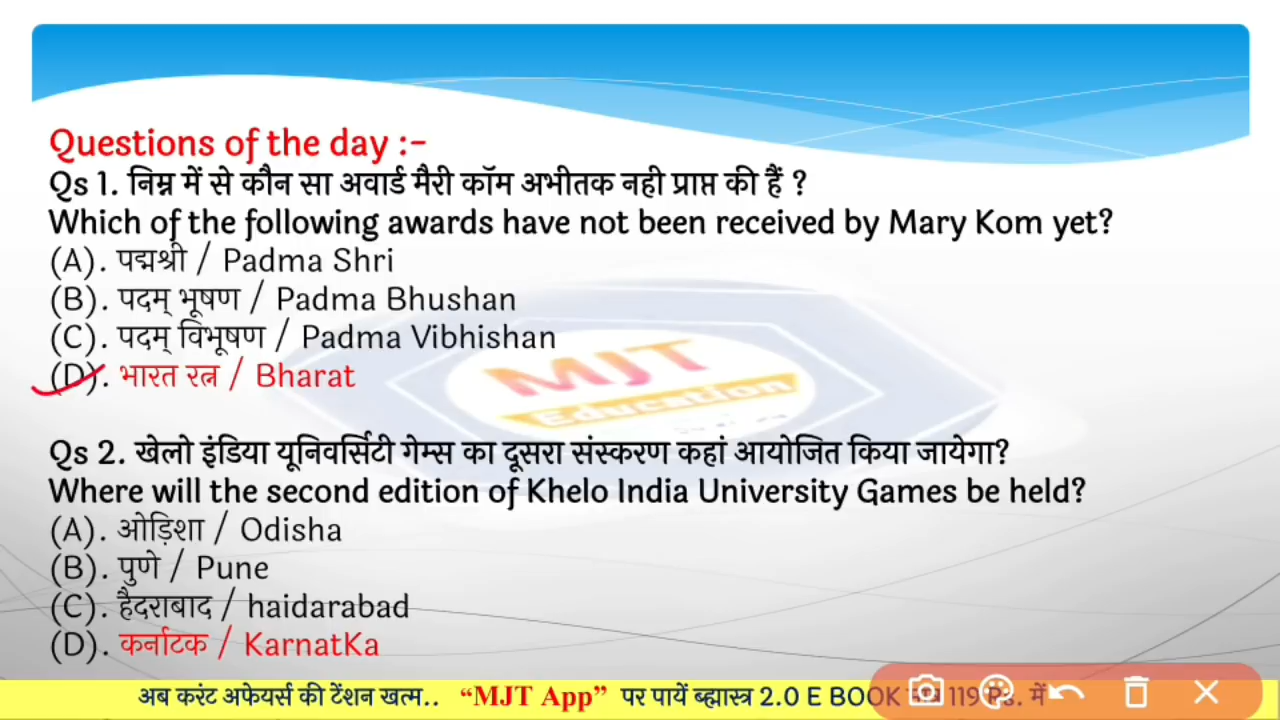 Questions of the day :-
Qs 1. निम्न में से कौन सा अवार्ड मैरी कॉम अभीतक नही प्राप्त की हैं ?
Which of the following awards have not been received by Mary Kom yet?
(A). पद्मश्री / Padma Shri
(B). पदम् भूषण / Padma Bhushan
(C). पदम् विभूषण / Padma Vibhishan
(D). भारत रत्न / Bharat
MJT
Education
Qs 2. खेलो इंडिया यूनिवर्सिटी गेम्स का दूसरा संस्करण कहां आयोजित किया जायेगा?
Where will the second edition of Khelo India University Games be held?
(A). ओड़िशा / Odisha
(B). पुणे / Pune
(C). हैदराबाद / haidarabad
(D). कर्नाटक / KarnatKa
अब करंट अफेयर्स की टेंशन खत्म.. “MJT App” पर पायें ब्ह्मास्त्र 2.0 E BOOK 119 Rs. में